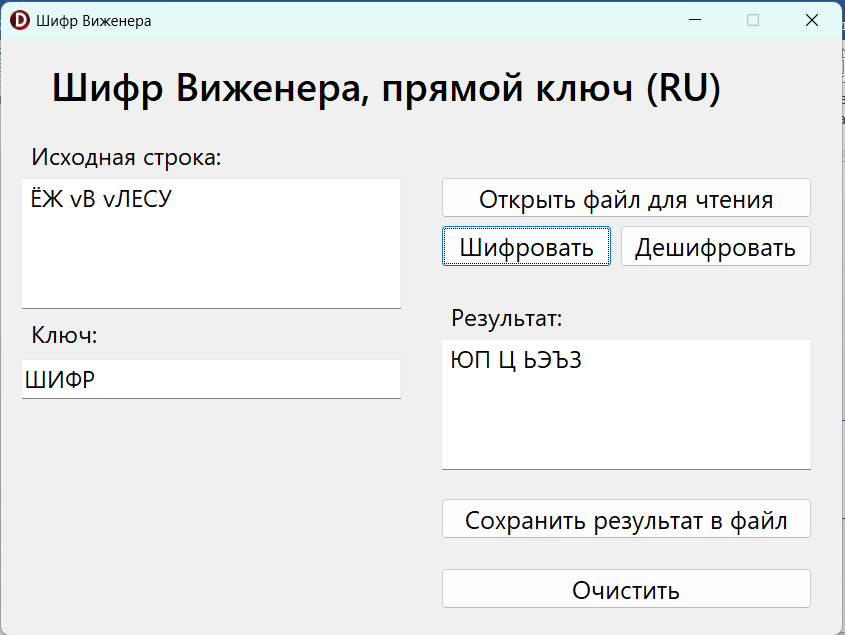 Шифр Виженера
Шифр Виженера, прямой ключ (RU)
Исходная строка:
ЁЖ vВ vЛЕСУ
Ключ:
ШИФР
Открыть файл для чтения
Шифровать
Дешифровать
Результат:
ЮП Ц ЬЭЪЗ
Сохранить результат в файл
Очистить